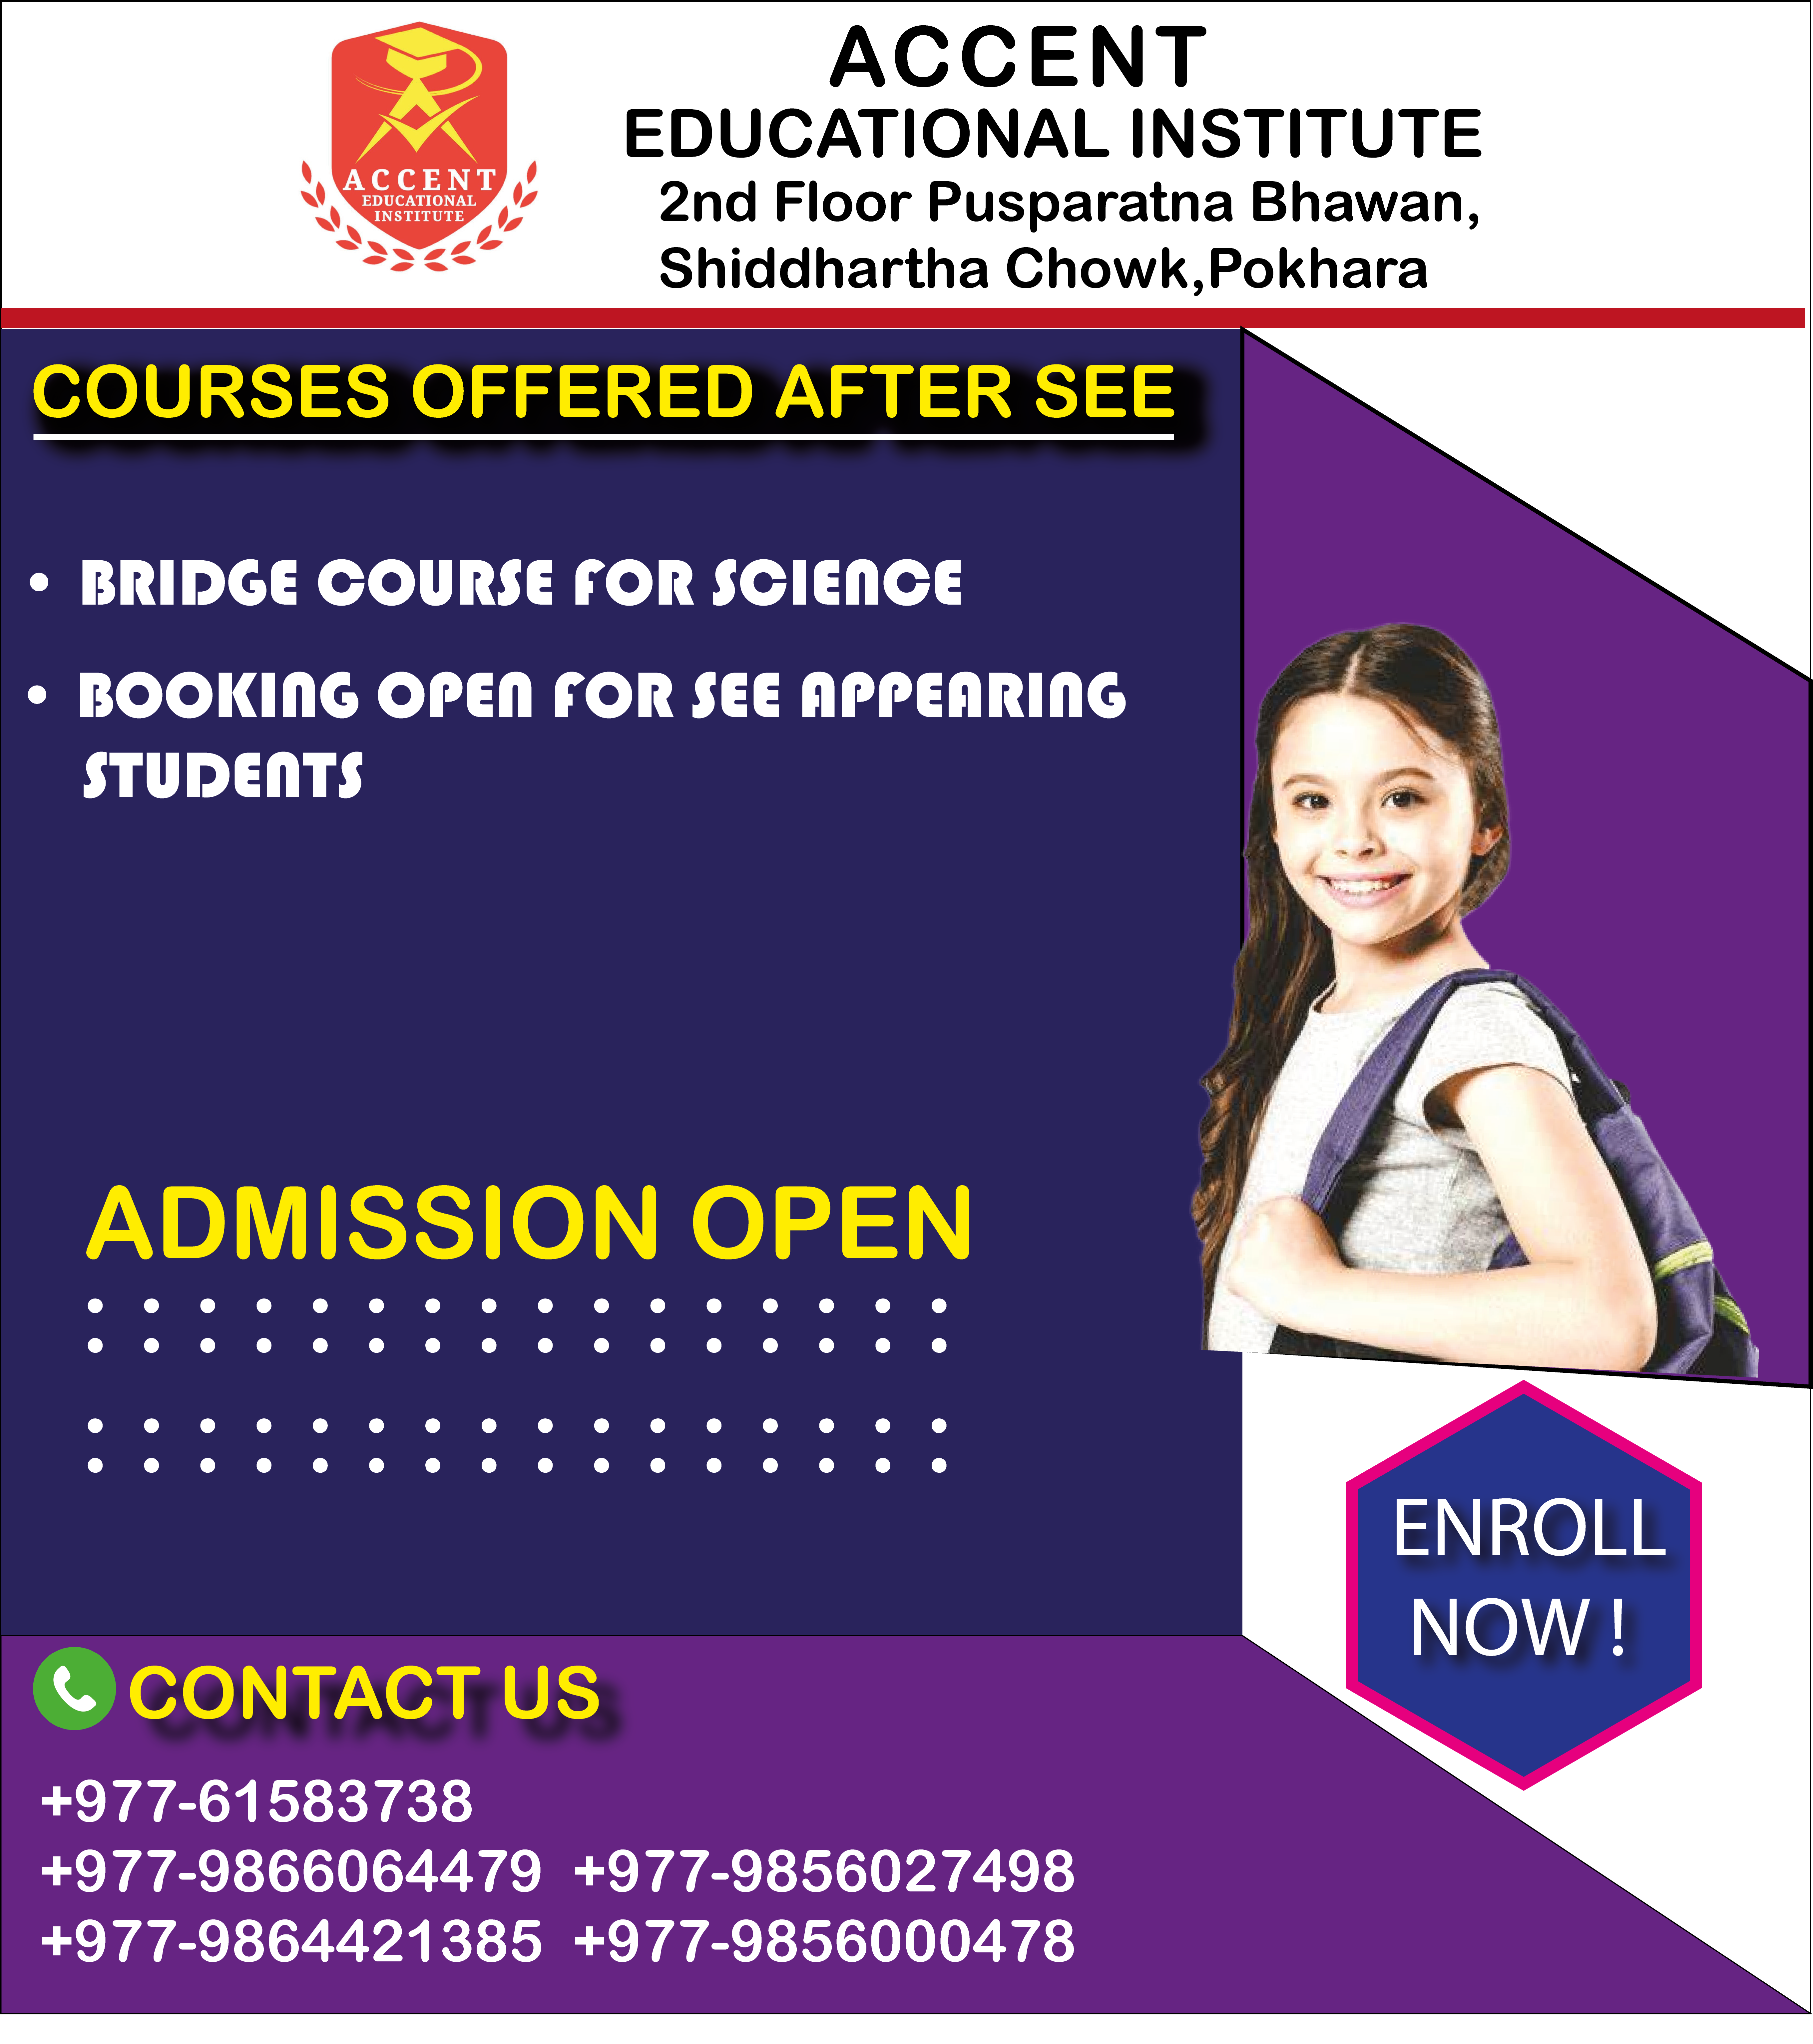 ACCENT
EDUCATIONAL
INSTITUTE
ACCENT
EDUCATIONAL INSTITUTE
2nd Floor Pusparatna Bhawan,
Shiddhartha Chowk,Pokhara
COURSES OFFERED AFTER SEE
• BRIDGE COURSE FOR SCIENCE
• BOOKING OPEN FOR SEE APPEARING
STUDENTS
ADMISSION OPEN
ENROLL
NOW !
CONTACT US
+977-61583738
+977-9866064479 +977-9856027498
+977-9864421385 +977-9856000478